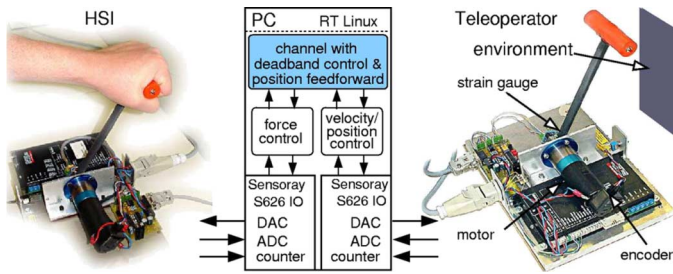 HSI
PC
RT Linux
channel with
deadband control &
position feedforward
force
control
velocity/
position
control
Sensoray
S626 IO
DAC
ADC
counter
Sensoray
S626 IO
DAC
ADC
counter
Teleoperator
environment
strain gauge
motor
encoder